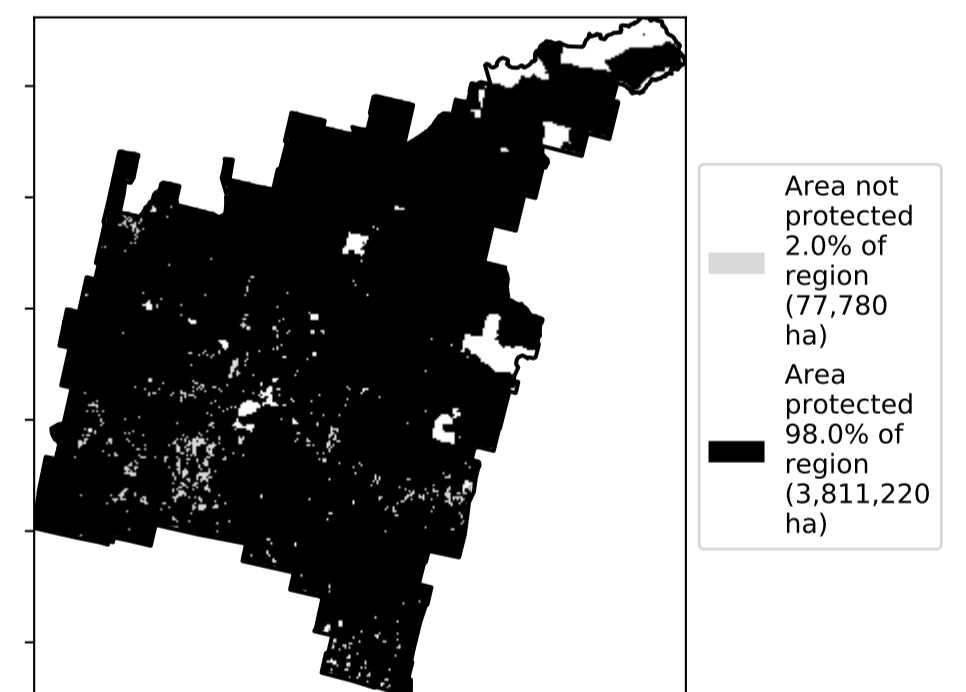 Area not
protected
2.0% of
region
(77,780
ha)
Area
protected
98.0% of
region
(3,811,220
ha)